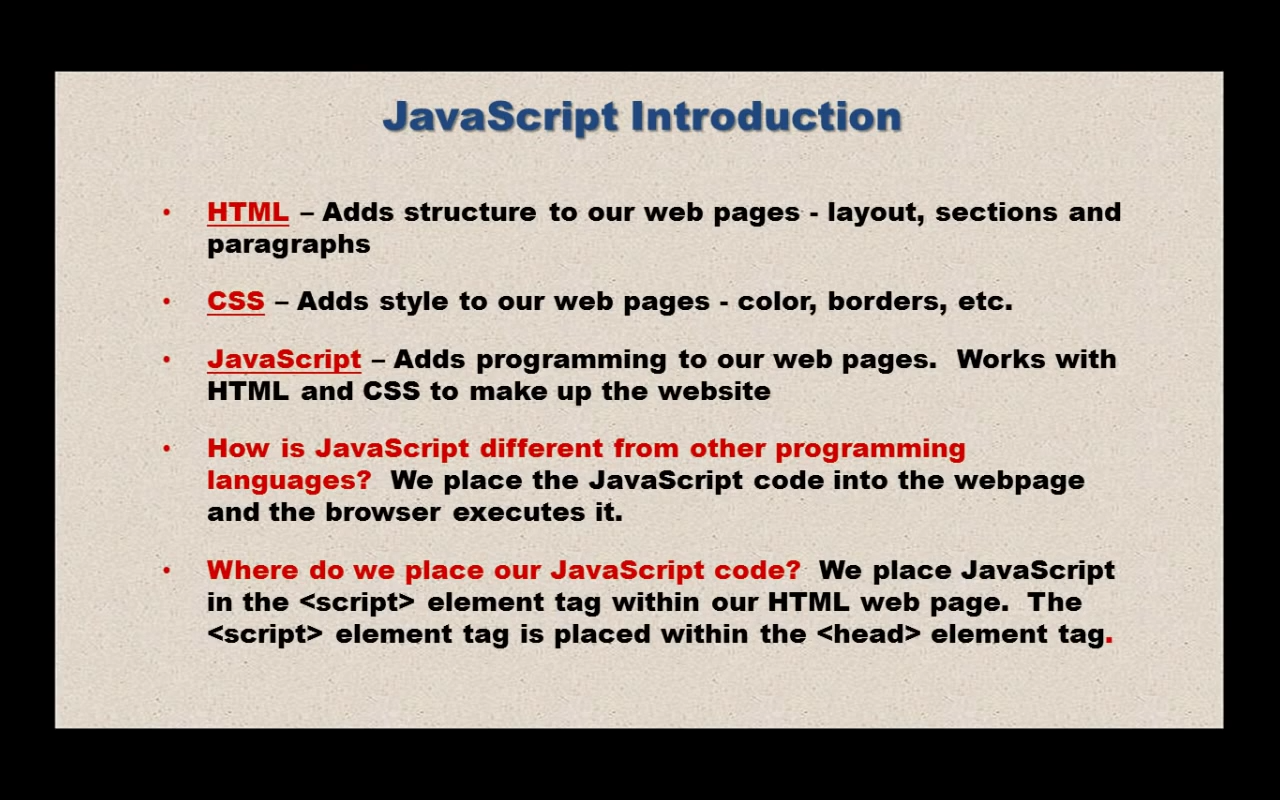 JavaScript Introduction
• HTML – Adds structure to our web pages - layout, sections and
paragraphs
• CSS – Adds style to our web pages - color, borders, etc.
• JavaScript – Adds programming to our web pages.  Works with
HTML and CSS to make up the website
• How is JavaScript different from other programming
languages?  We place the JavaScript code into the webpage
and the browser executes it.
• Where do we place our JavaScript code?  We place JavaScript
in the <script> element tag within our HTML web page.  The
<script> element tag is placed within the <head> element tag.